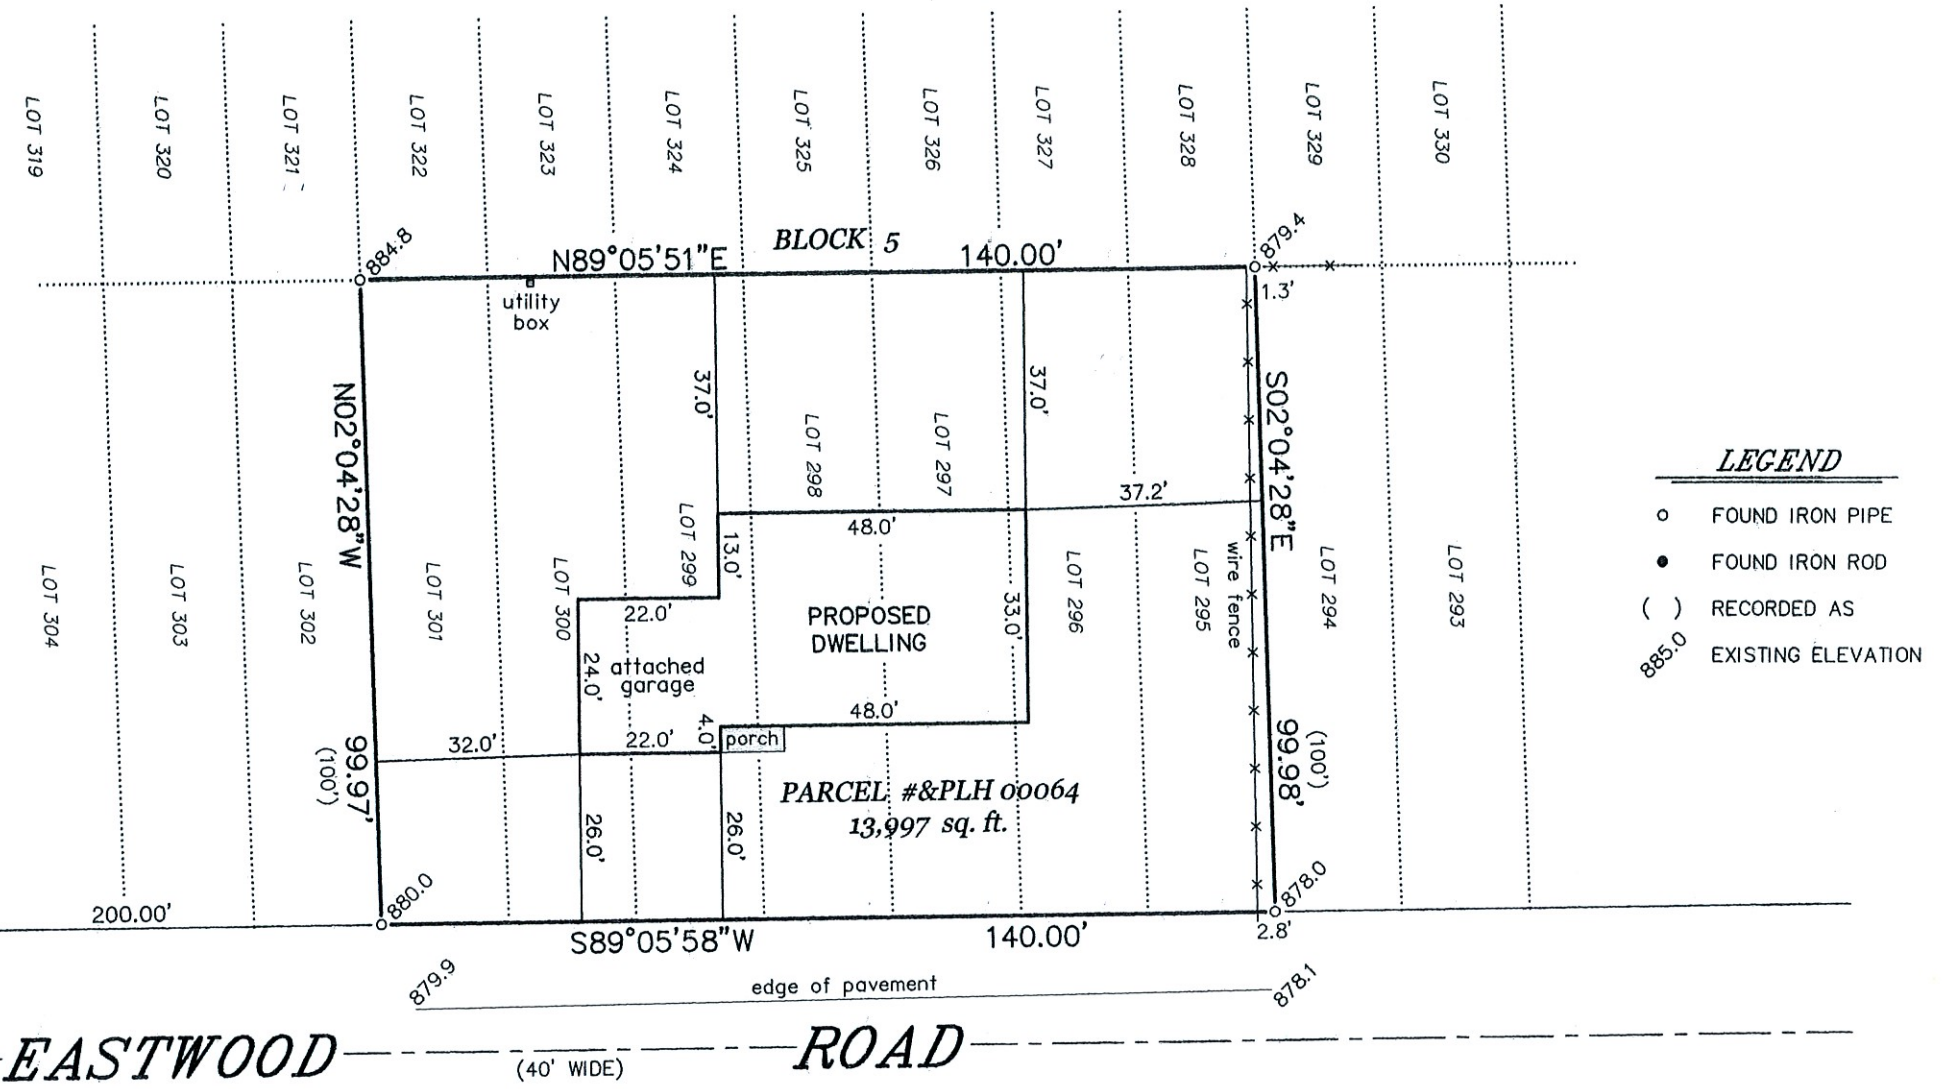 LOT 319
LOT 320
LOT 321
LOT 322
LOT 323
LOT 324
LOT 325
LOT 326
LOT 327
LOT 328
LOT 329
LOT 330
884.8
N89°05'51"E
BLOCK 5
140.00'
879.4
utility
box
1.3'
37.0'
37.0'
N02°04'28"W
S02°04'28"E
LOT 298
LOT 297
37.2'
48.0'
LOT 299
13.0'
LOT 304
LOT 303
LOT 302
LOT 301
LOT 300
22.0'
PROPOSED
DWELLING
33.0'
LOT 296
LOT 295
wire fence
LOT 294
LOT 293
24.0'
attached
garage
48.0'
4.0'
porch
32.0'
22.0'
99.97'
(100')
99.98'
(100')
PARCEL #&PLH 00064
13,997 sq. ft.
26.0'
26.0'
880.0
878.0
200.00'
S89°05'58"W
140.00'
2.8'
879.9
edge of pavement
878.1
EASTWOOD ROAD
(40' WIDE)
LEGEND
FOUND IRON PIPE
FOUND IRON ROD
( ) RECORDED AS
885.0 EXISTING ELEVATION